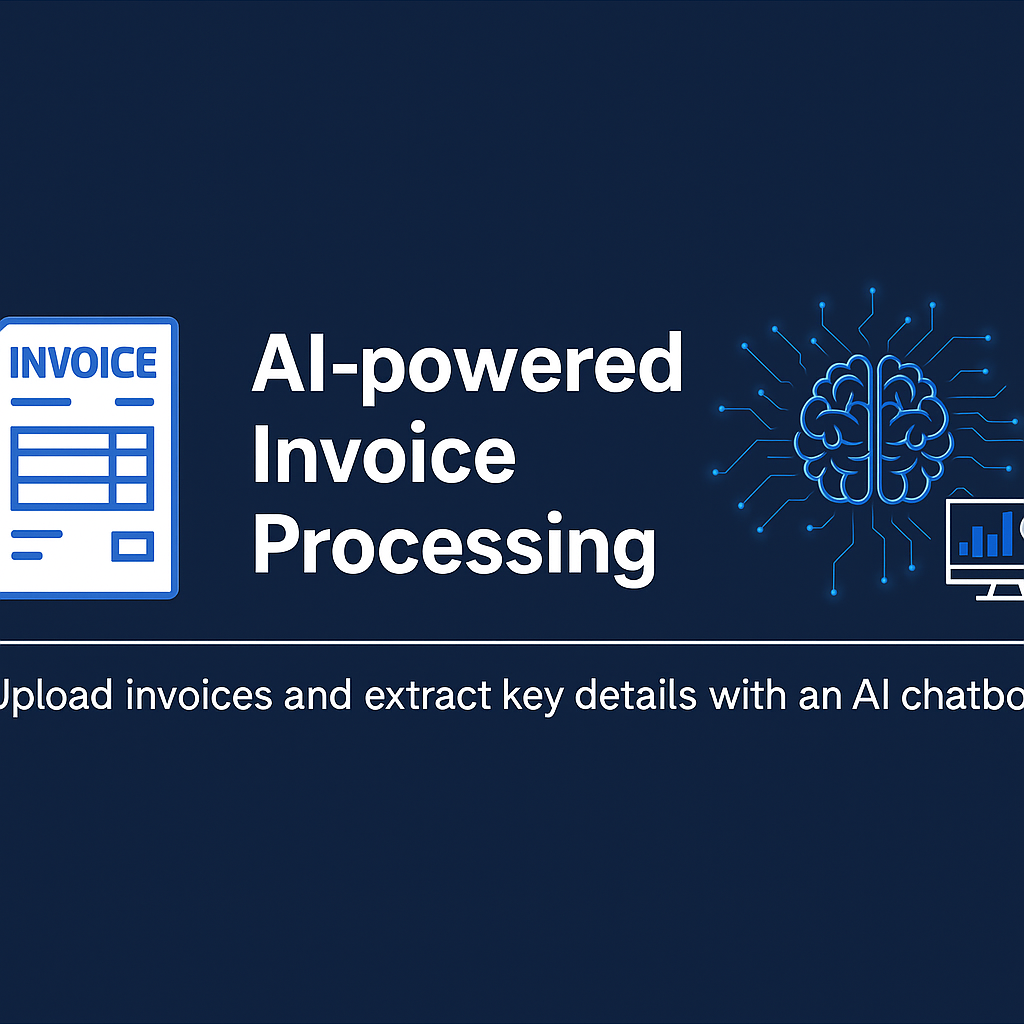 INVOICE
AI-powered
Invoice
Processing
Upload invoices and extract key details with an AI chatbo